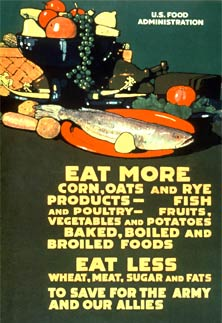 U.S. FOOD
ADMINISTRATION
EAT MORE
CORN, OATS AND RYE
PRODUCTS — FISH
AND POULTRY — FRUITS,
VEGETABLES AND POTATOES
BAKED, BOILED AND
BROILED FOODS
EAT LESS
WHEAT, MEAT, SUGAR AND FATS
TO SAVE FOR THE ARMY
AND OUR ALLIES